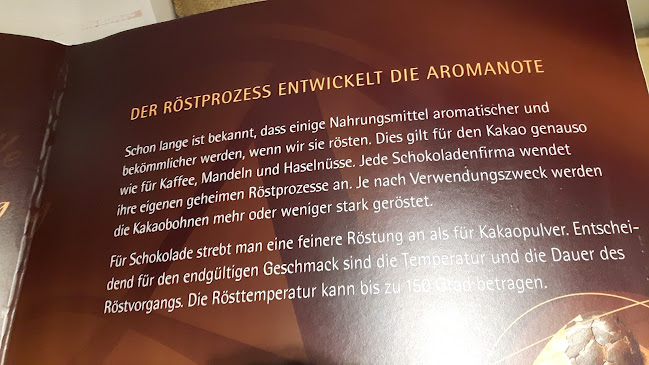 DER RÖSTPROZESS ENTWICKELT DIE AROMANOTE
Schon lange ist bekannt, dass einige Nahrungsmittel aromatischer und
bekömmlicher werden, wenn wir sie rösten. Dies gilt für den Kakao genauso
wie für Kaffee, Mandeln und Haselnüsse. Jede Schokoladenfirma wendet
ihre eigenen geheimen Röstprozesse an. Je nach Verwendungszweck werden
die Kakaobohnen mehr oder weniger stark geröstet.
Für Schokolade strebt man eine feinere Röstung an als für Kakaopulver. Entschei-
dend für den endgültigen Geschmack sind die Temperatur und die Dauer des
Röstvorgangs. Die Rösttemperatur kann bis zu 150 Grad betragen.